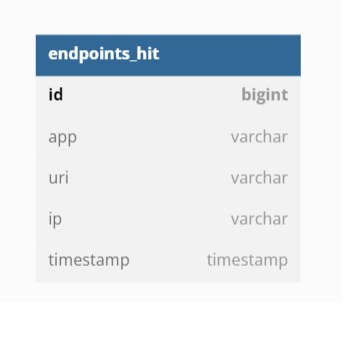 endpoints_hit
id bigint
app varchar
uri varchar
ip varchar
timestamp timestamp